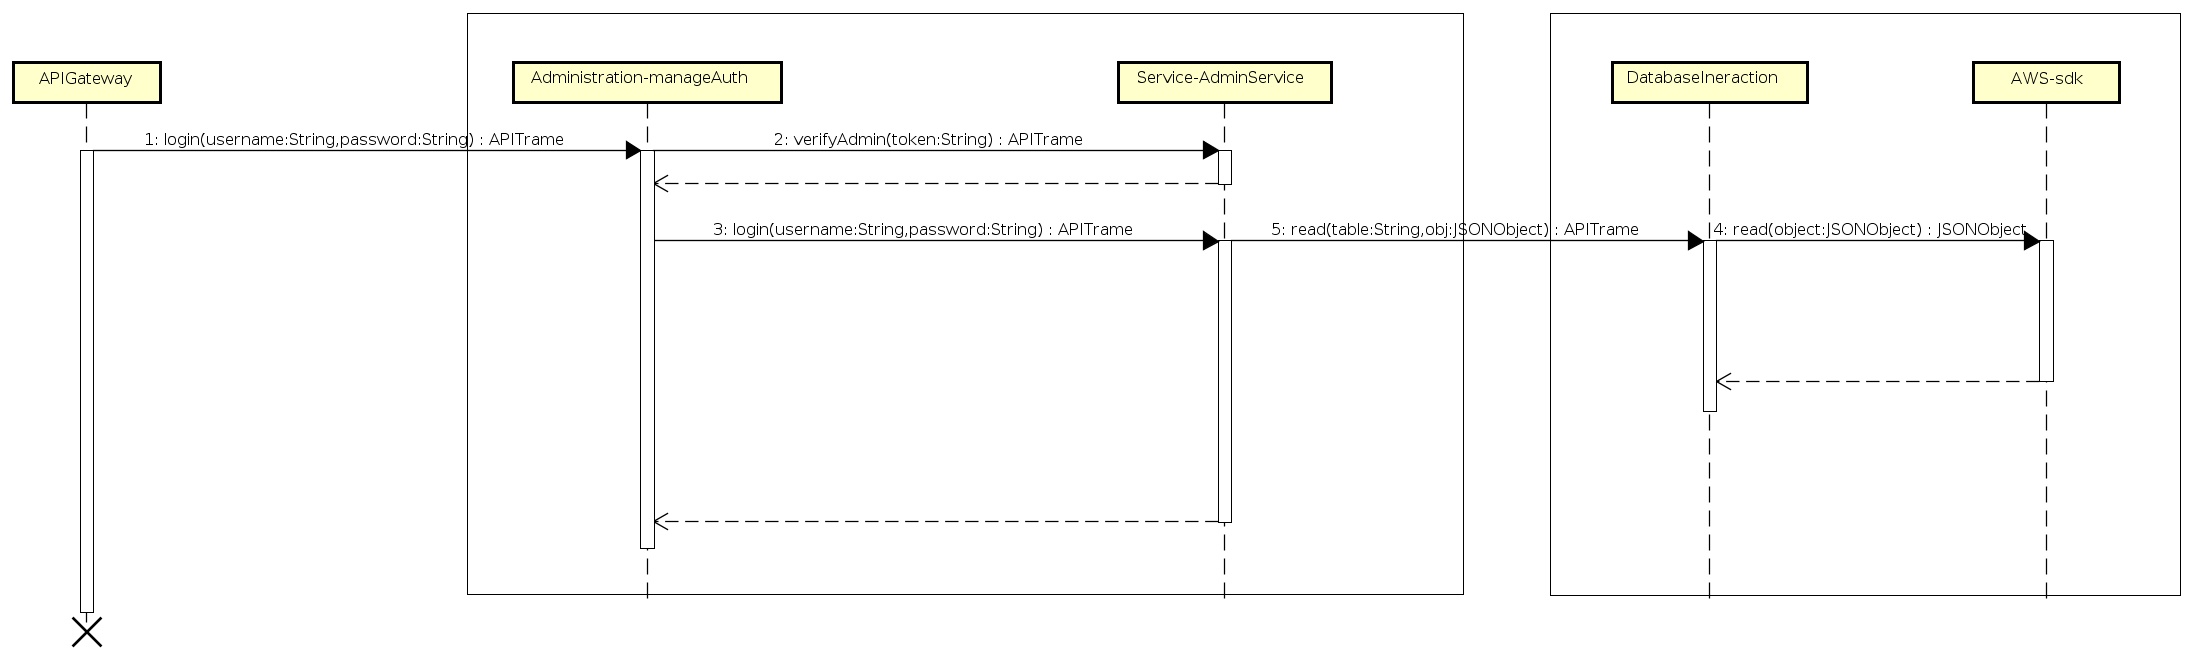 APIGateway
Administration-manageAuth
Service-AdminService
DatabaseIneraction
AWS-sdk
1: login(username:String,password:String) : APITrame
2: verifyAdmin(token:String) : APITrame
3: login(username:String,password:String) : APITrame
5: read(table:String,obj:JSONObject) : APITrame
4: read(object:JSONObject) : JSONObject